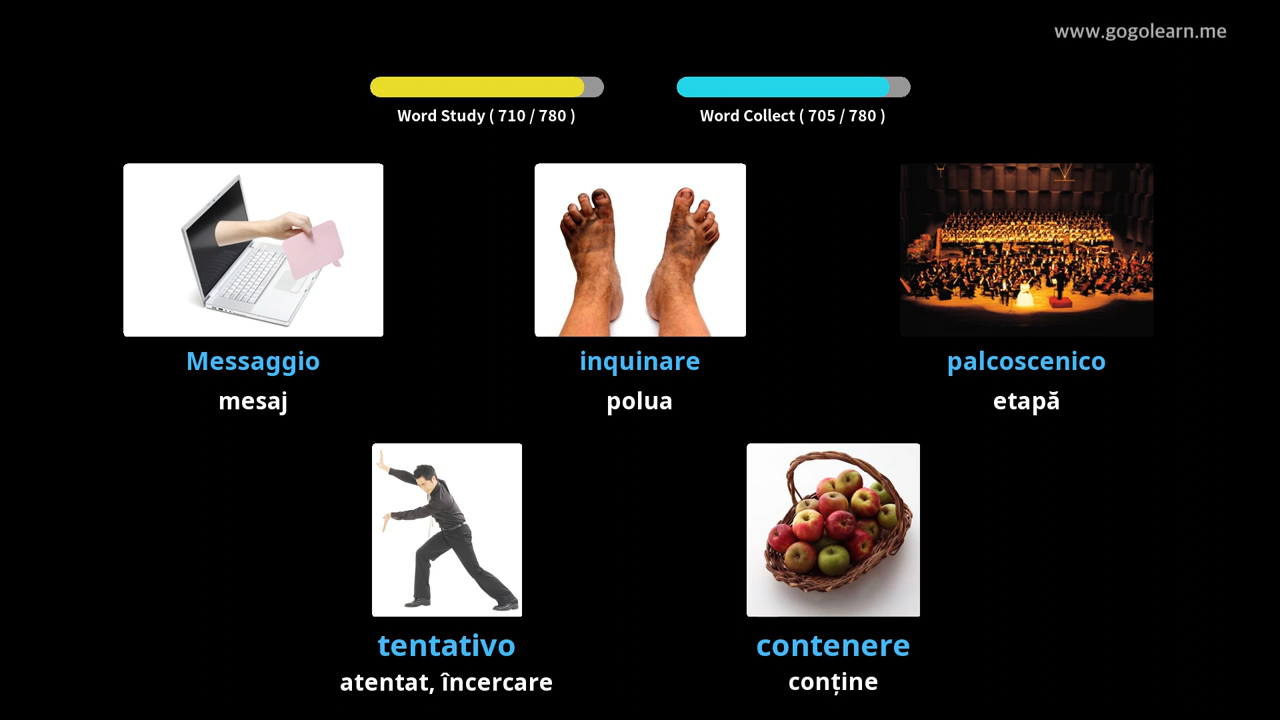 www.gogolearn.me
Word Study ( 710 / 780 )
Word Collect ( 705 / 780 )
Messaggio
mesaj
inquinare
polua
palcoscenico
etapă
tentativo
atentat, încercare
contenere
conține